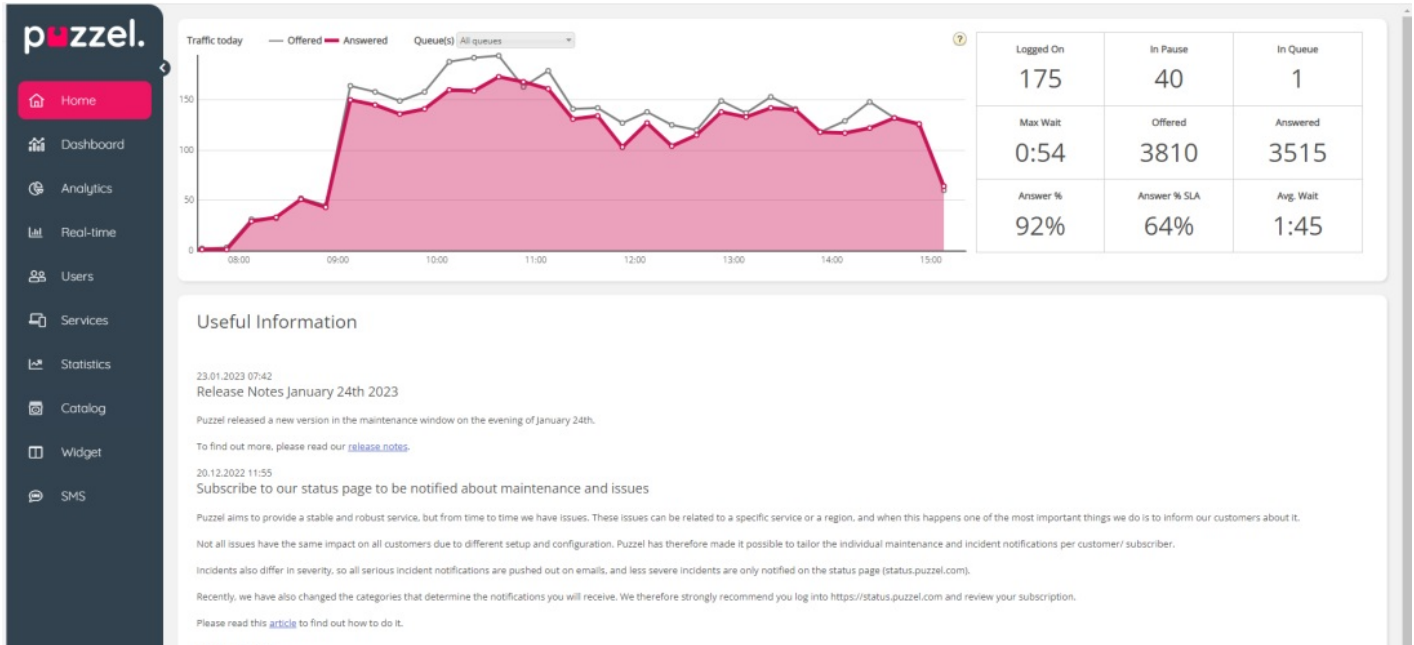 puzzel.
Home
Dashboard
Analytics
Real-time
Users
Services
Statistics
Catalog
Widget
SMS
Traffic today Offered Answered Queue(s) All queues ?
150
100
50
0
08:00 09:00 10:00 11:00 12:00 13:00 14:00 15:00
Logged On In Pause In Queue
175 40 1
Max Wait Offered Answered
0:54 3810 3515
Answer % Answer % SLA Avg. Wait
92% 64% 1:45
Useful Information
23.01.2023 07:42
Release Notes January 24th 2023
Puzzel released a new version in the maintenance window on the evening of January 24th.
To find out more, please read our release notes.
20.12.2022 11:55
Subscribe to our status page to be notified about maintenance and issues
Puzzel aims to provide a stable and robust service, but from time to time we have issues. These issues can be related to a specific service or a region, and when this happens one of the most important things we do is to inform our customers about it.
Not all issues have the same impact on all customers due to different setup and configuration. Puzzel has therefore made it possible to tailor the individual maintenance and incident notifications per customer/ subscriber.
Incidents also differ in severity, so all serious incident notifications are pushed out on emails, and less severe incidents are only notified on the status page (status.puzzel.com).
Recently, we have also changed the categories that determine the notifications you will receive. We therefore strongly recommend you log into https://status.puzzel.com and review your subscription.
Please read this article to find out how to do it.